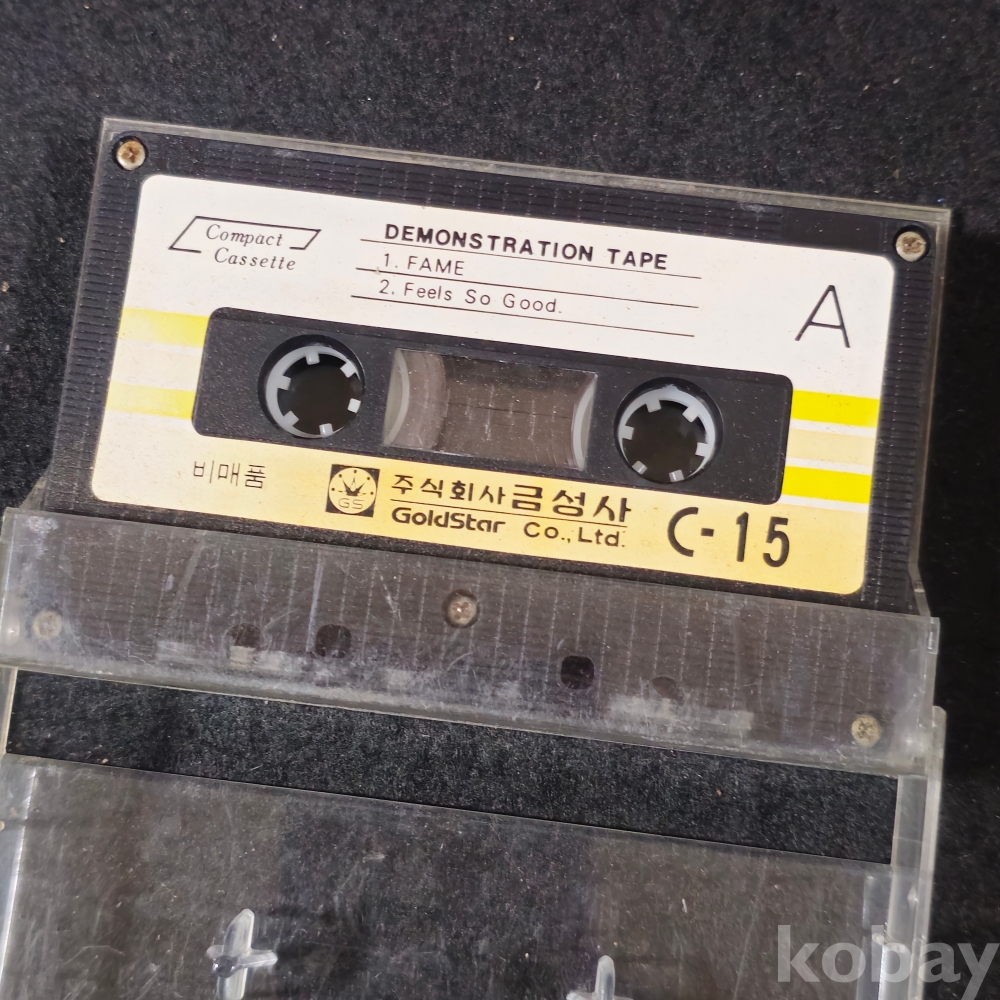 Compact
Cassette
DEMONSTRATION TAPE
1. FAME
2. Feels So Good.
A
비매품
GS
주식회사 금성사
GoldStar Co., Ltd.
C-15
kobay